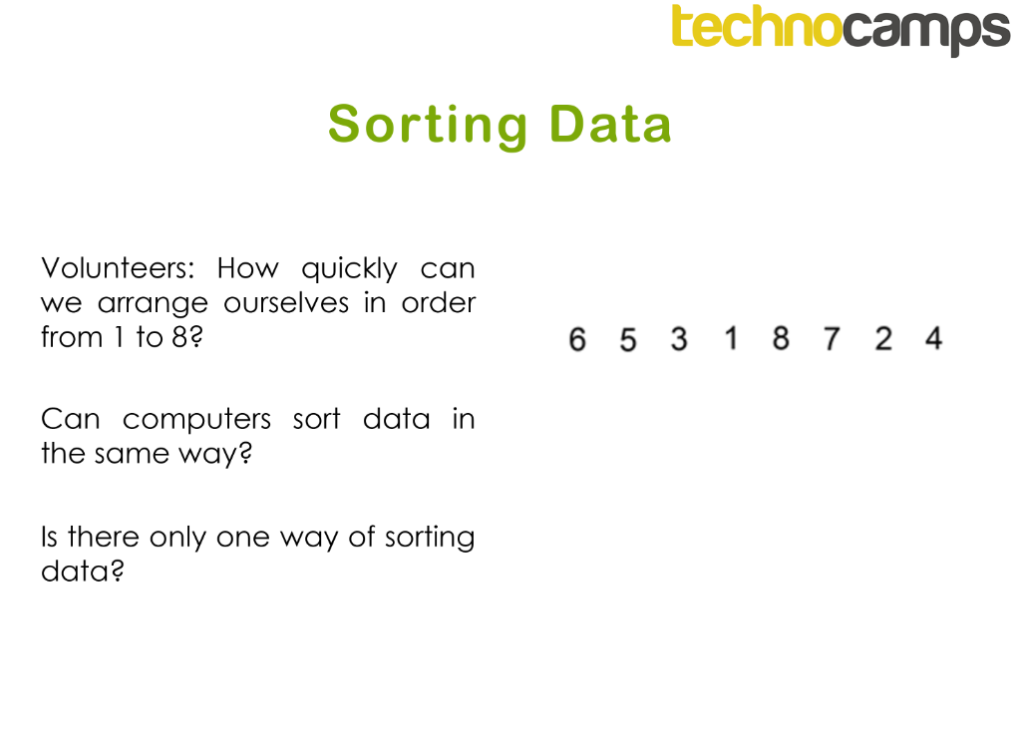 technocamps
Sorting Data
Volunteers: How quickly can
we arrange ourselves in order
from 1 to 8?
6 5 3 1 8 7 2 4
Can computers sort data in
the same way?
Is there only one way of sorting
data?